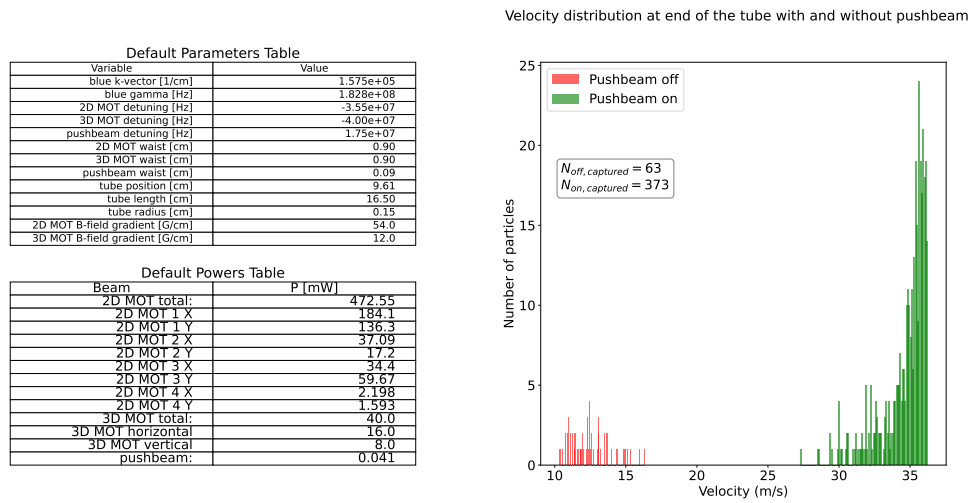 Velocity distribution at end of the tube with and without pushbeam
Default Parameters Table
Variable Value
blue k-vector [1/cm] 1.575e+05
blue gamma [Hz] 1.828e+08
2D MOT detuning [Hz] -3.55e+07
3D MOT detuning [Hz] -4.00e+07
pushbeam detuning [Hz] 1.75e+07
2D MOT waist [cm] 0.90
3D MOT waist [cm] 0.90
pushbeam waist [cm] 0.09
tube position [cm] 9.61
tube length [cm] 16.50
tube radius [cm] 0.15
2D MOT B-field gradient [G/cm] 54.0
3D MOT B-field gradient [G/cm] 12.0
Default Powers Table
Beam P [mW]
2D MOT total: 472.55
2D MOT 1 X 184.1
2D MOT 1 Y 136.3
2D MOT 2 X 37.09
2D MOT 2 Y 17.2
2D MOT 3 X 34.4
2D MOT 3 Y 59.67
2D MOT 4 X 2.198
2D MOT 4 Y 1.593
3D MOT total: 40.0
3D MOT horizontal 16.0
3D MOT vertical 8.0
pushbeam: 0.041
Number of particles
25
20
15
10
5
0
Pushbeam off
Pushbeam on
N_off,captured = 63
N_on,captured = 373
10 15 20 25 30 35
Velocity (m/s)